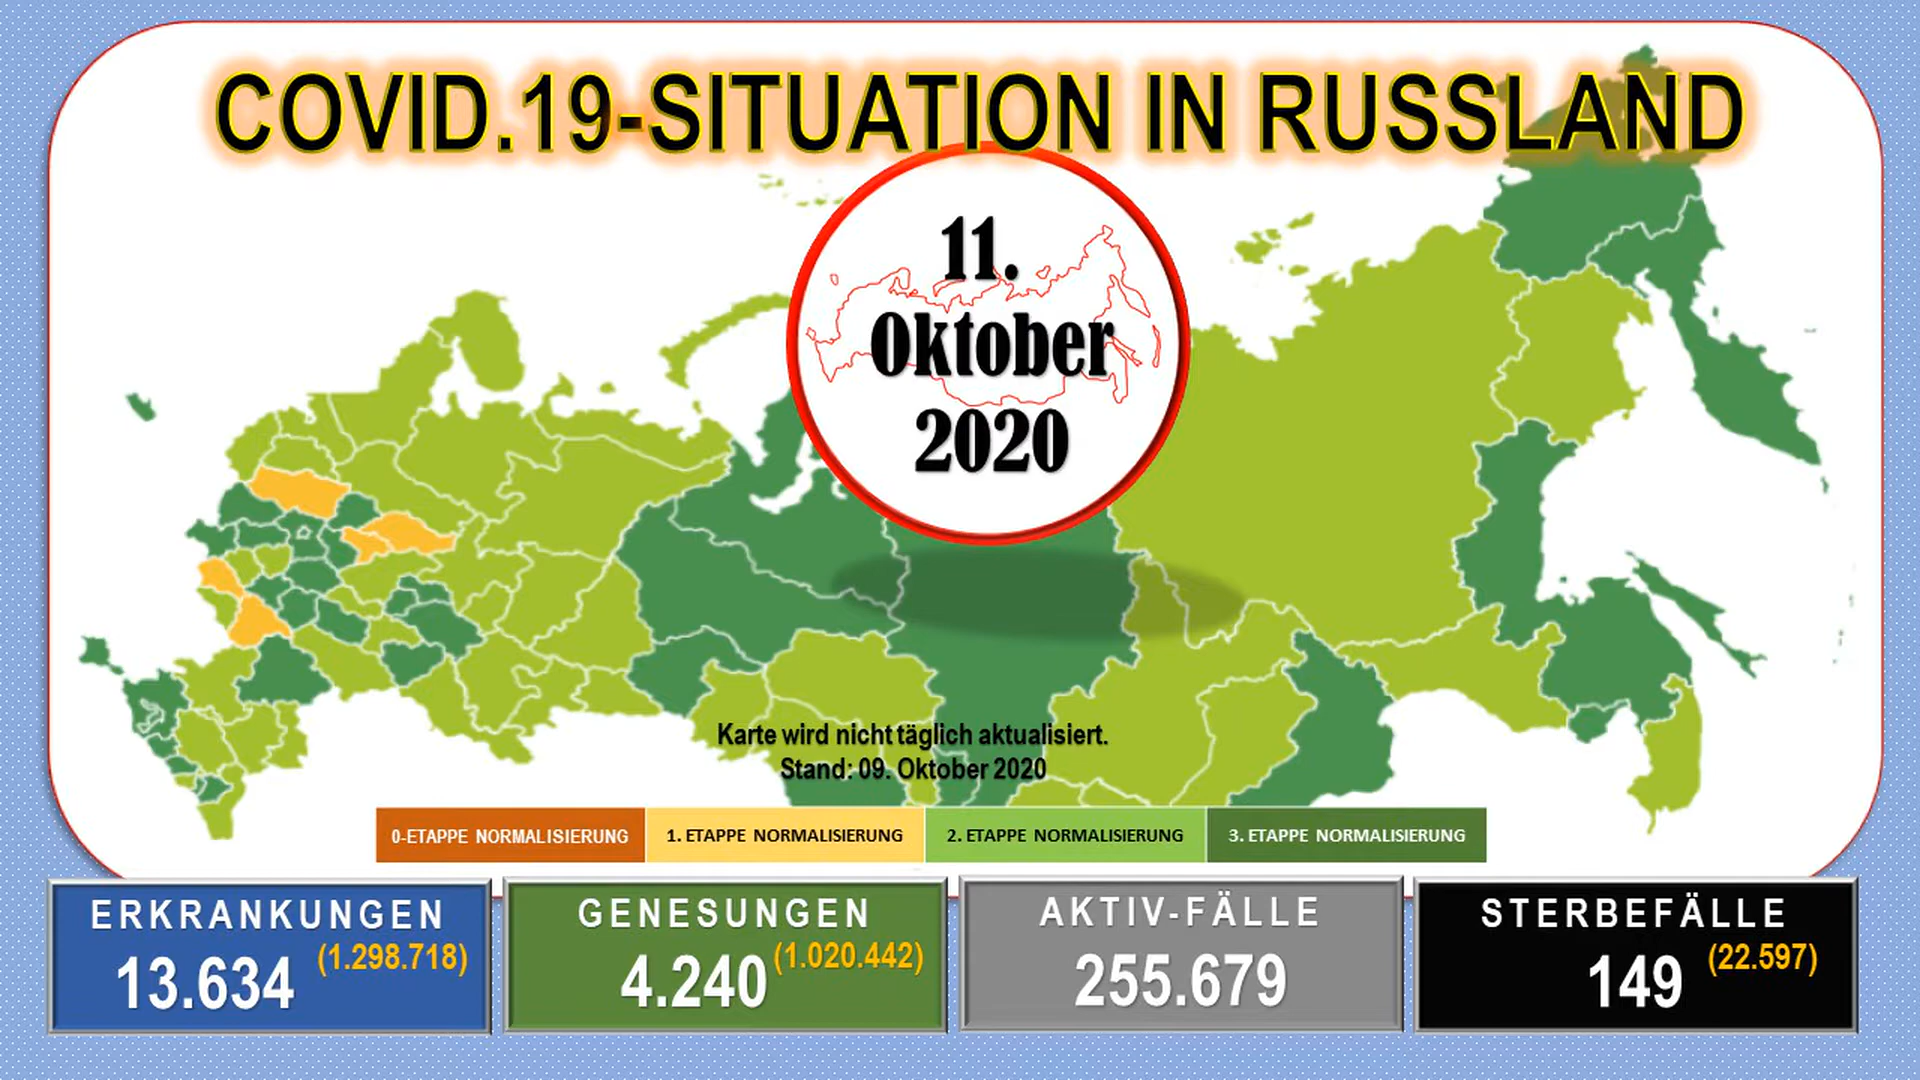 COVID.19-SITUATION IN RUSSLAND
11.
Oktober
2020
Karte wird nicht täglich aktualisiert.
Stand: 09. Oktober 2020
0-ETAPPE NORMALISIERUNG
1. ETAPPE NORMALISIERUNG
2. ETAPPE NORMALISIERUNG
3. ETAPPE NORMALISIERUNG
ERKRANKUNGEN
13.634 (1.298.718)
GENESUNGEN
4.240 (1.020.442)
AKTIV-FÄLLE
255.679
STERBEFÄLLE
149 (22.597)